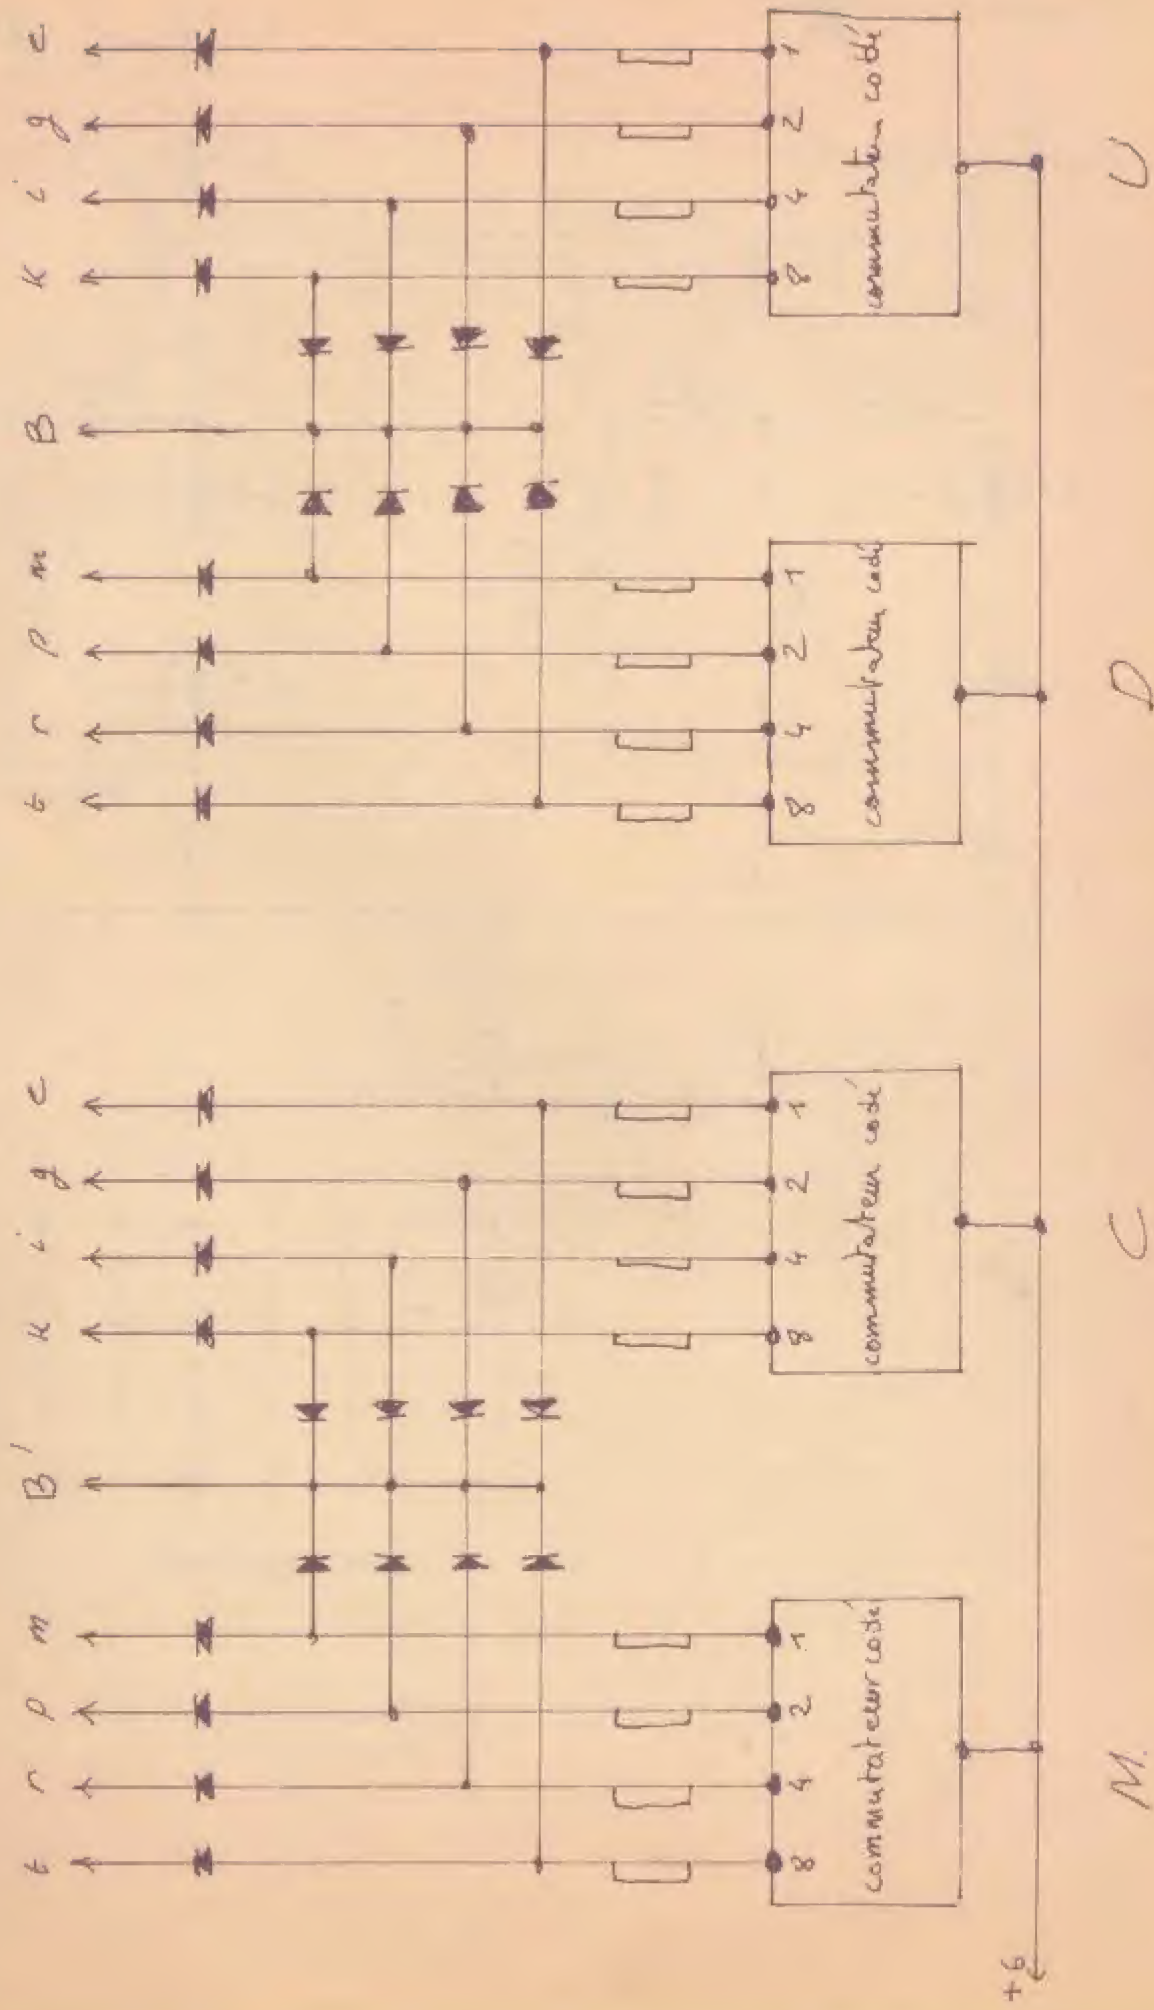 t r p m B' k i g e t r p m B k i g e
8 4 2 1 8 4 2 1 8 4 2 1 8 4 2 1
commutateur codé commutateur codé commutateur codé commutateur codé
+6
M. C D U